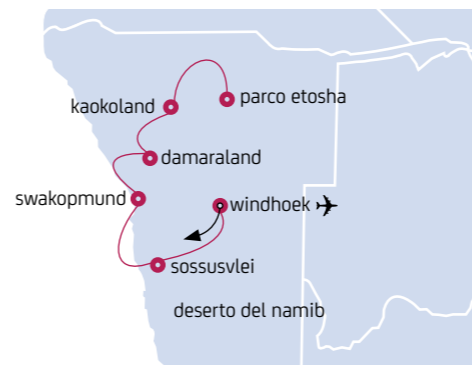 parco etosha
kaokoland
damaraland
swakopmund
windhoek
sossusvlei
deserto del namib